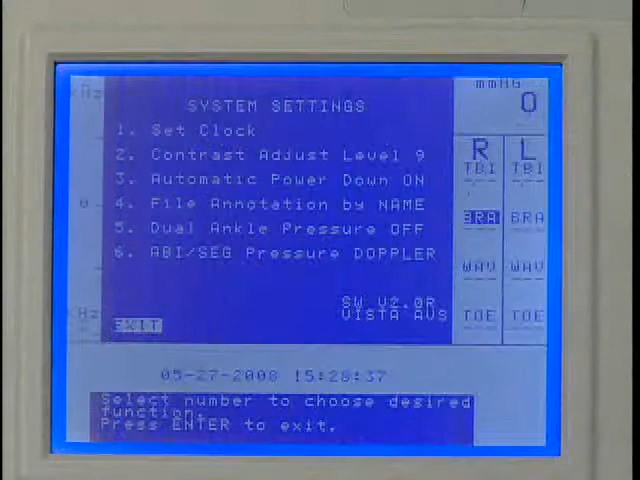 mmHG
0
SYSTEM SETTINGS
1. Set Clock
2. Contrast Adjust Level 9
3. Automatic Power Down ON
4. File Annotation by NAME
5. Dual Ankle Pressure OFF
6. ABI/SEG Pressure DOPPLER
SW V2.0R
VISTA AVS
EXIT
R L
TBI TBI
BRA BRA
WAV WAV
TOE TOE
0
KHz
05-27-2008 15:28:37
Select number to choose desired
function.
Press ENTER to exit.